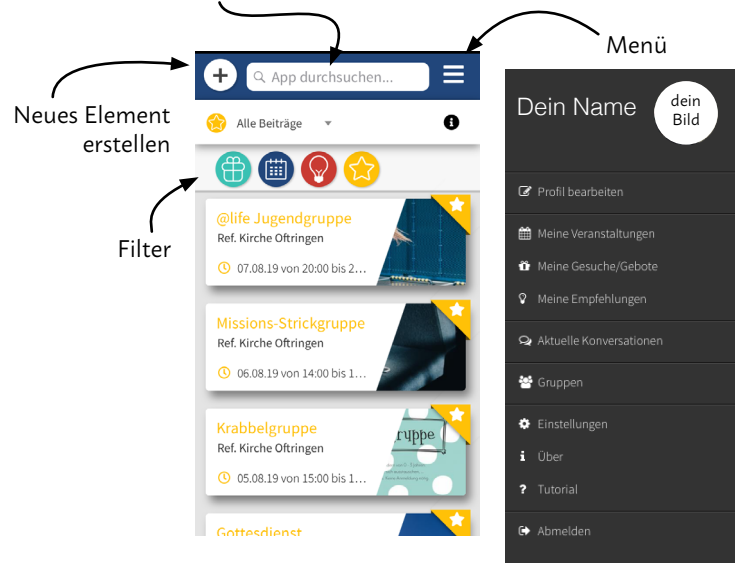 Menü
Neues Element
erstellen
Filter
App durchsuchen...
Alle Beiträge
@life Jugendgruppe
Ref. Kirche Oftringen
07.08.19 von 20:00 bis 2...
Missions-Strickgruppe
Ref. Kirche Oftringen
06.08.19 von 14:00 bis 1...
Krabbelgruppe
Ref. Kirche Oftringen
05.08.19 von 15:00 bis 1...
ruppe
Gottesdienst
Dein Name
dein
Bild
Profil bearbeiten
Meine Veranstaltungen
Meine Gesuche/Gebote
Meine Empfehlungen
Aktuelle Konversationen
Gruppen
Einstellungen
Über
Tutorial
Abmelden